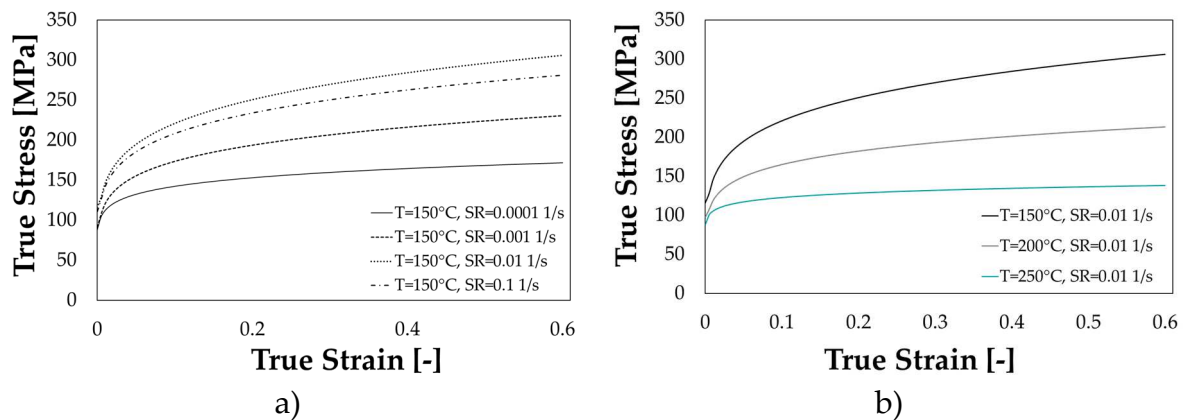 350
300
250
200
150
100
50
0
True Stress [MPa]
0
0.2
0.4
0.6
True Strain [-]
T=150°C, SR=0.0001 1/s
T=150°C, SR=0.001 1/s
T=150°C, SR=0.01 1/s
T=150°C, SR=0.1 1/s
a)
350
300
250
200
150
100
50
0
True Stress [MPa]
0
0.1
0.2
0.3
0.4
0.5
0.6
True Strain [-]
T=150°C, SR=0.01 1/s
T=200°C, SR=0.01 1/s
T=250°C, SR=0.01 1/s
b)